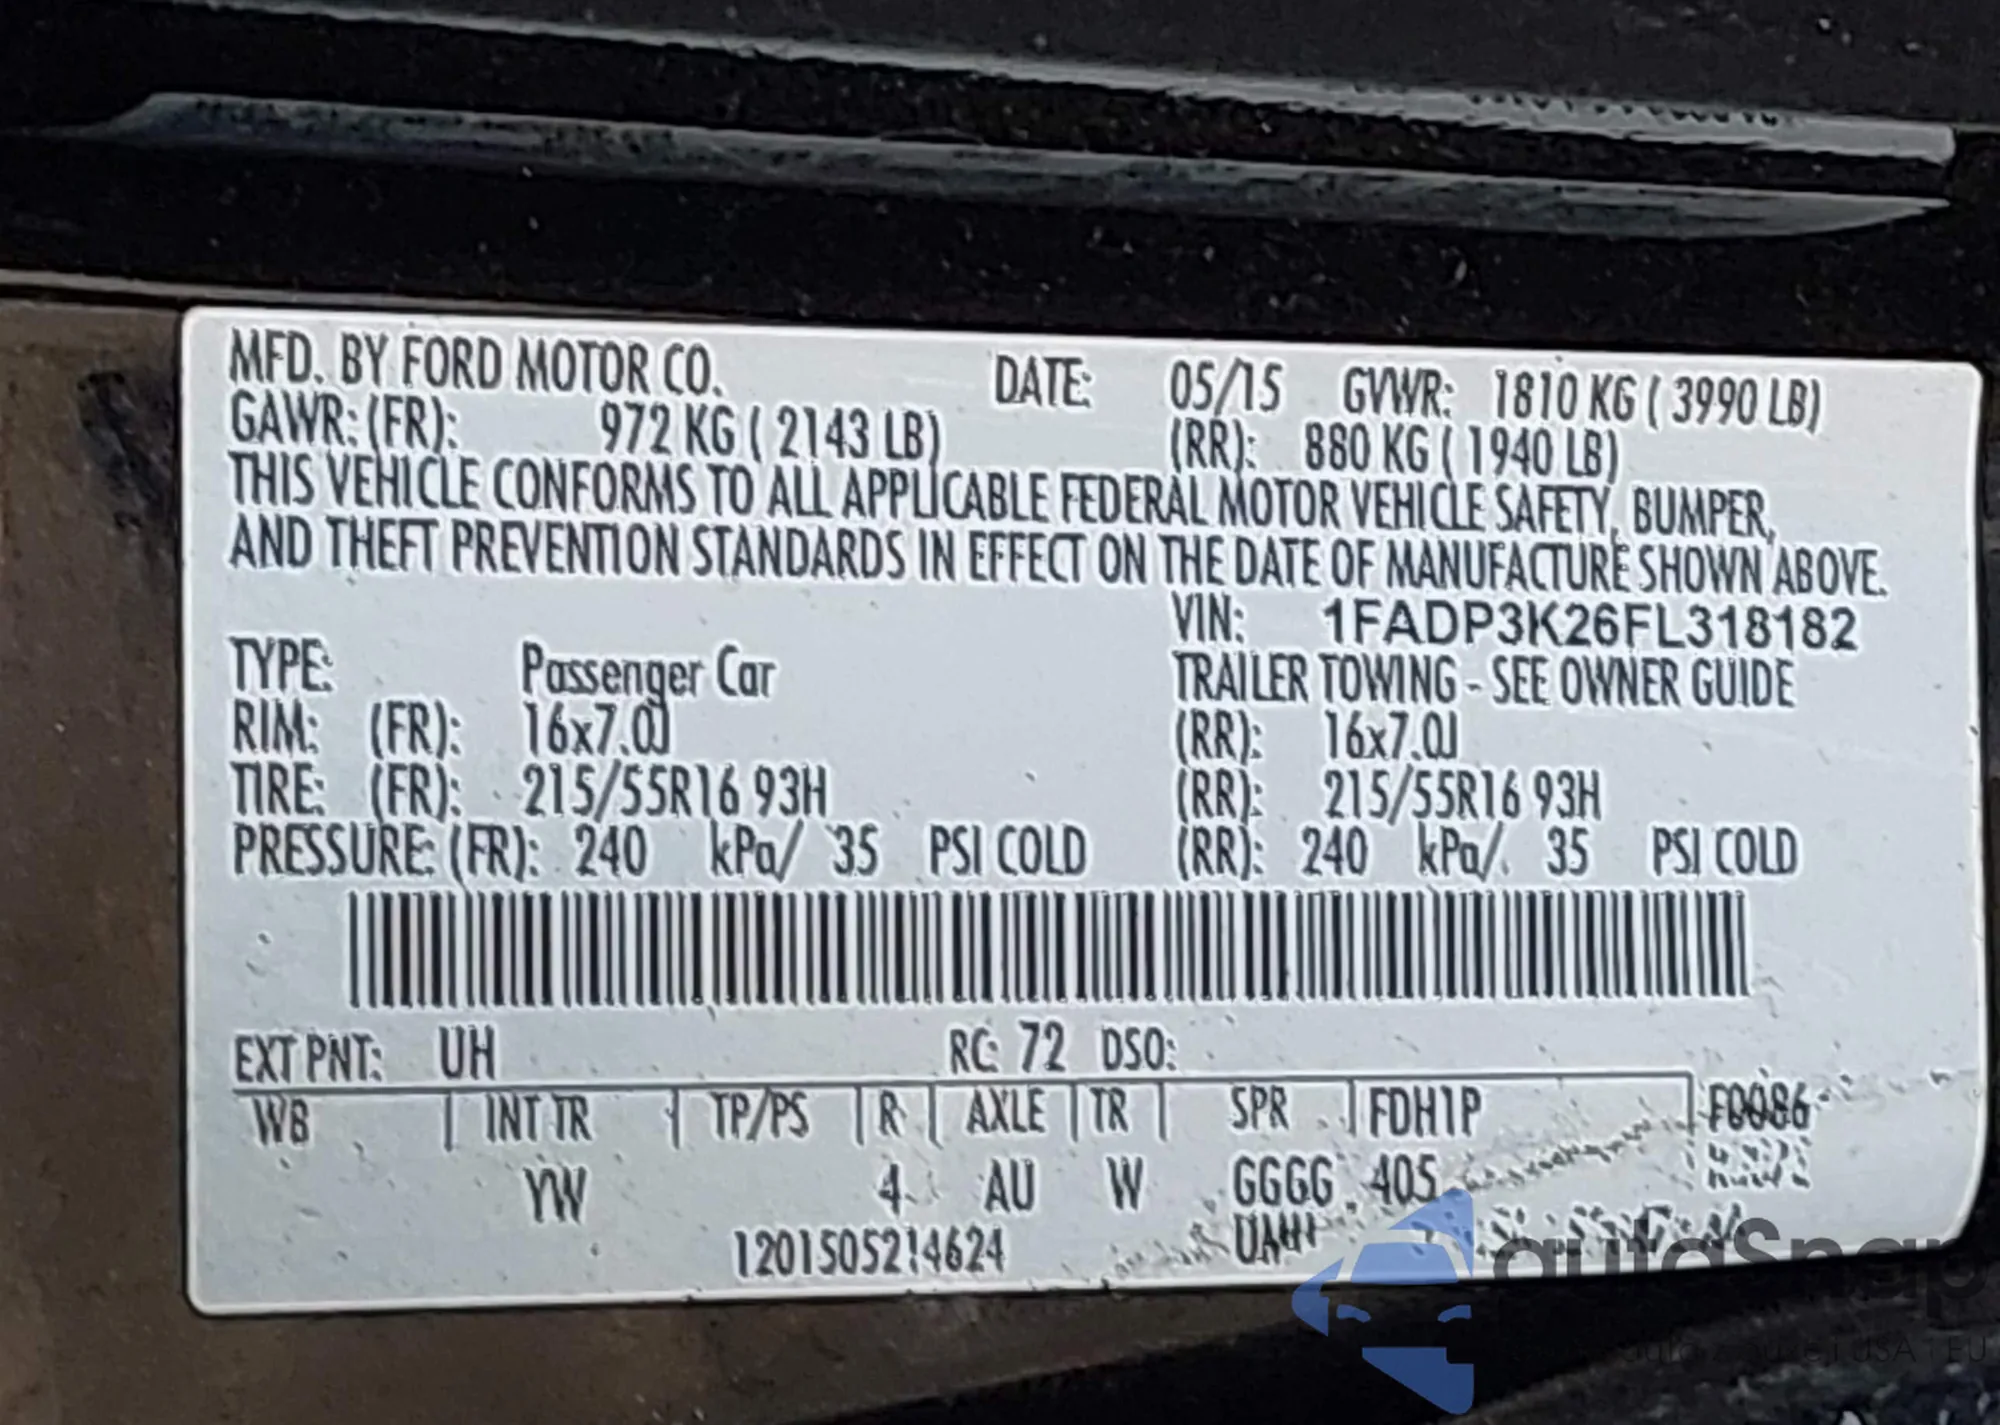 MFD. BY FORD MOTOR CO. DATE: 05/15 GVWR: 1810 KG ( 3990 LB)
GAWR: (FR): 972 KG ( 2143 LB) (RR): 880 KG ( 1940 LB)
THIS VEHICLE CONFORMS TO ALL APPLICABLE FEDERAL MOTOR VEHICLE SAFETY, BUMPER,
AND THEFT PREVENTION STANDARDS IN EFFECT ON THE DATE OF MANUFACTURE SHOWN ABOVE.
VIN: 1FADP3K26FL318182
TYPE: Passenger Car TRAILER TOWING - SEE OWNER GUIDE
RIM: (FR): 16x7.0J (RR): 16x7.0J
TIRE: (FR): 215/55R16 93H (RR): 215/55R16 93H
PRESSURE: (FR): 240 kPa/ 35 PSI COLD (RR): 240 kPa/ 35 PSI COLD
EXT PNT: UH RC: 72 DSO:
WB | INT TR | TP/PS | R | AXLE | TR | SPR | FDH1P | F0086
YW 4 AU W GGGG 405
1201505214624
autoSnap
USA EU